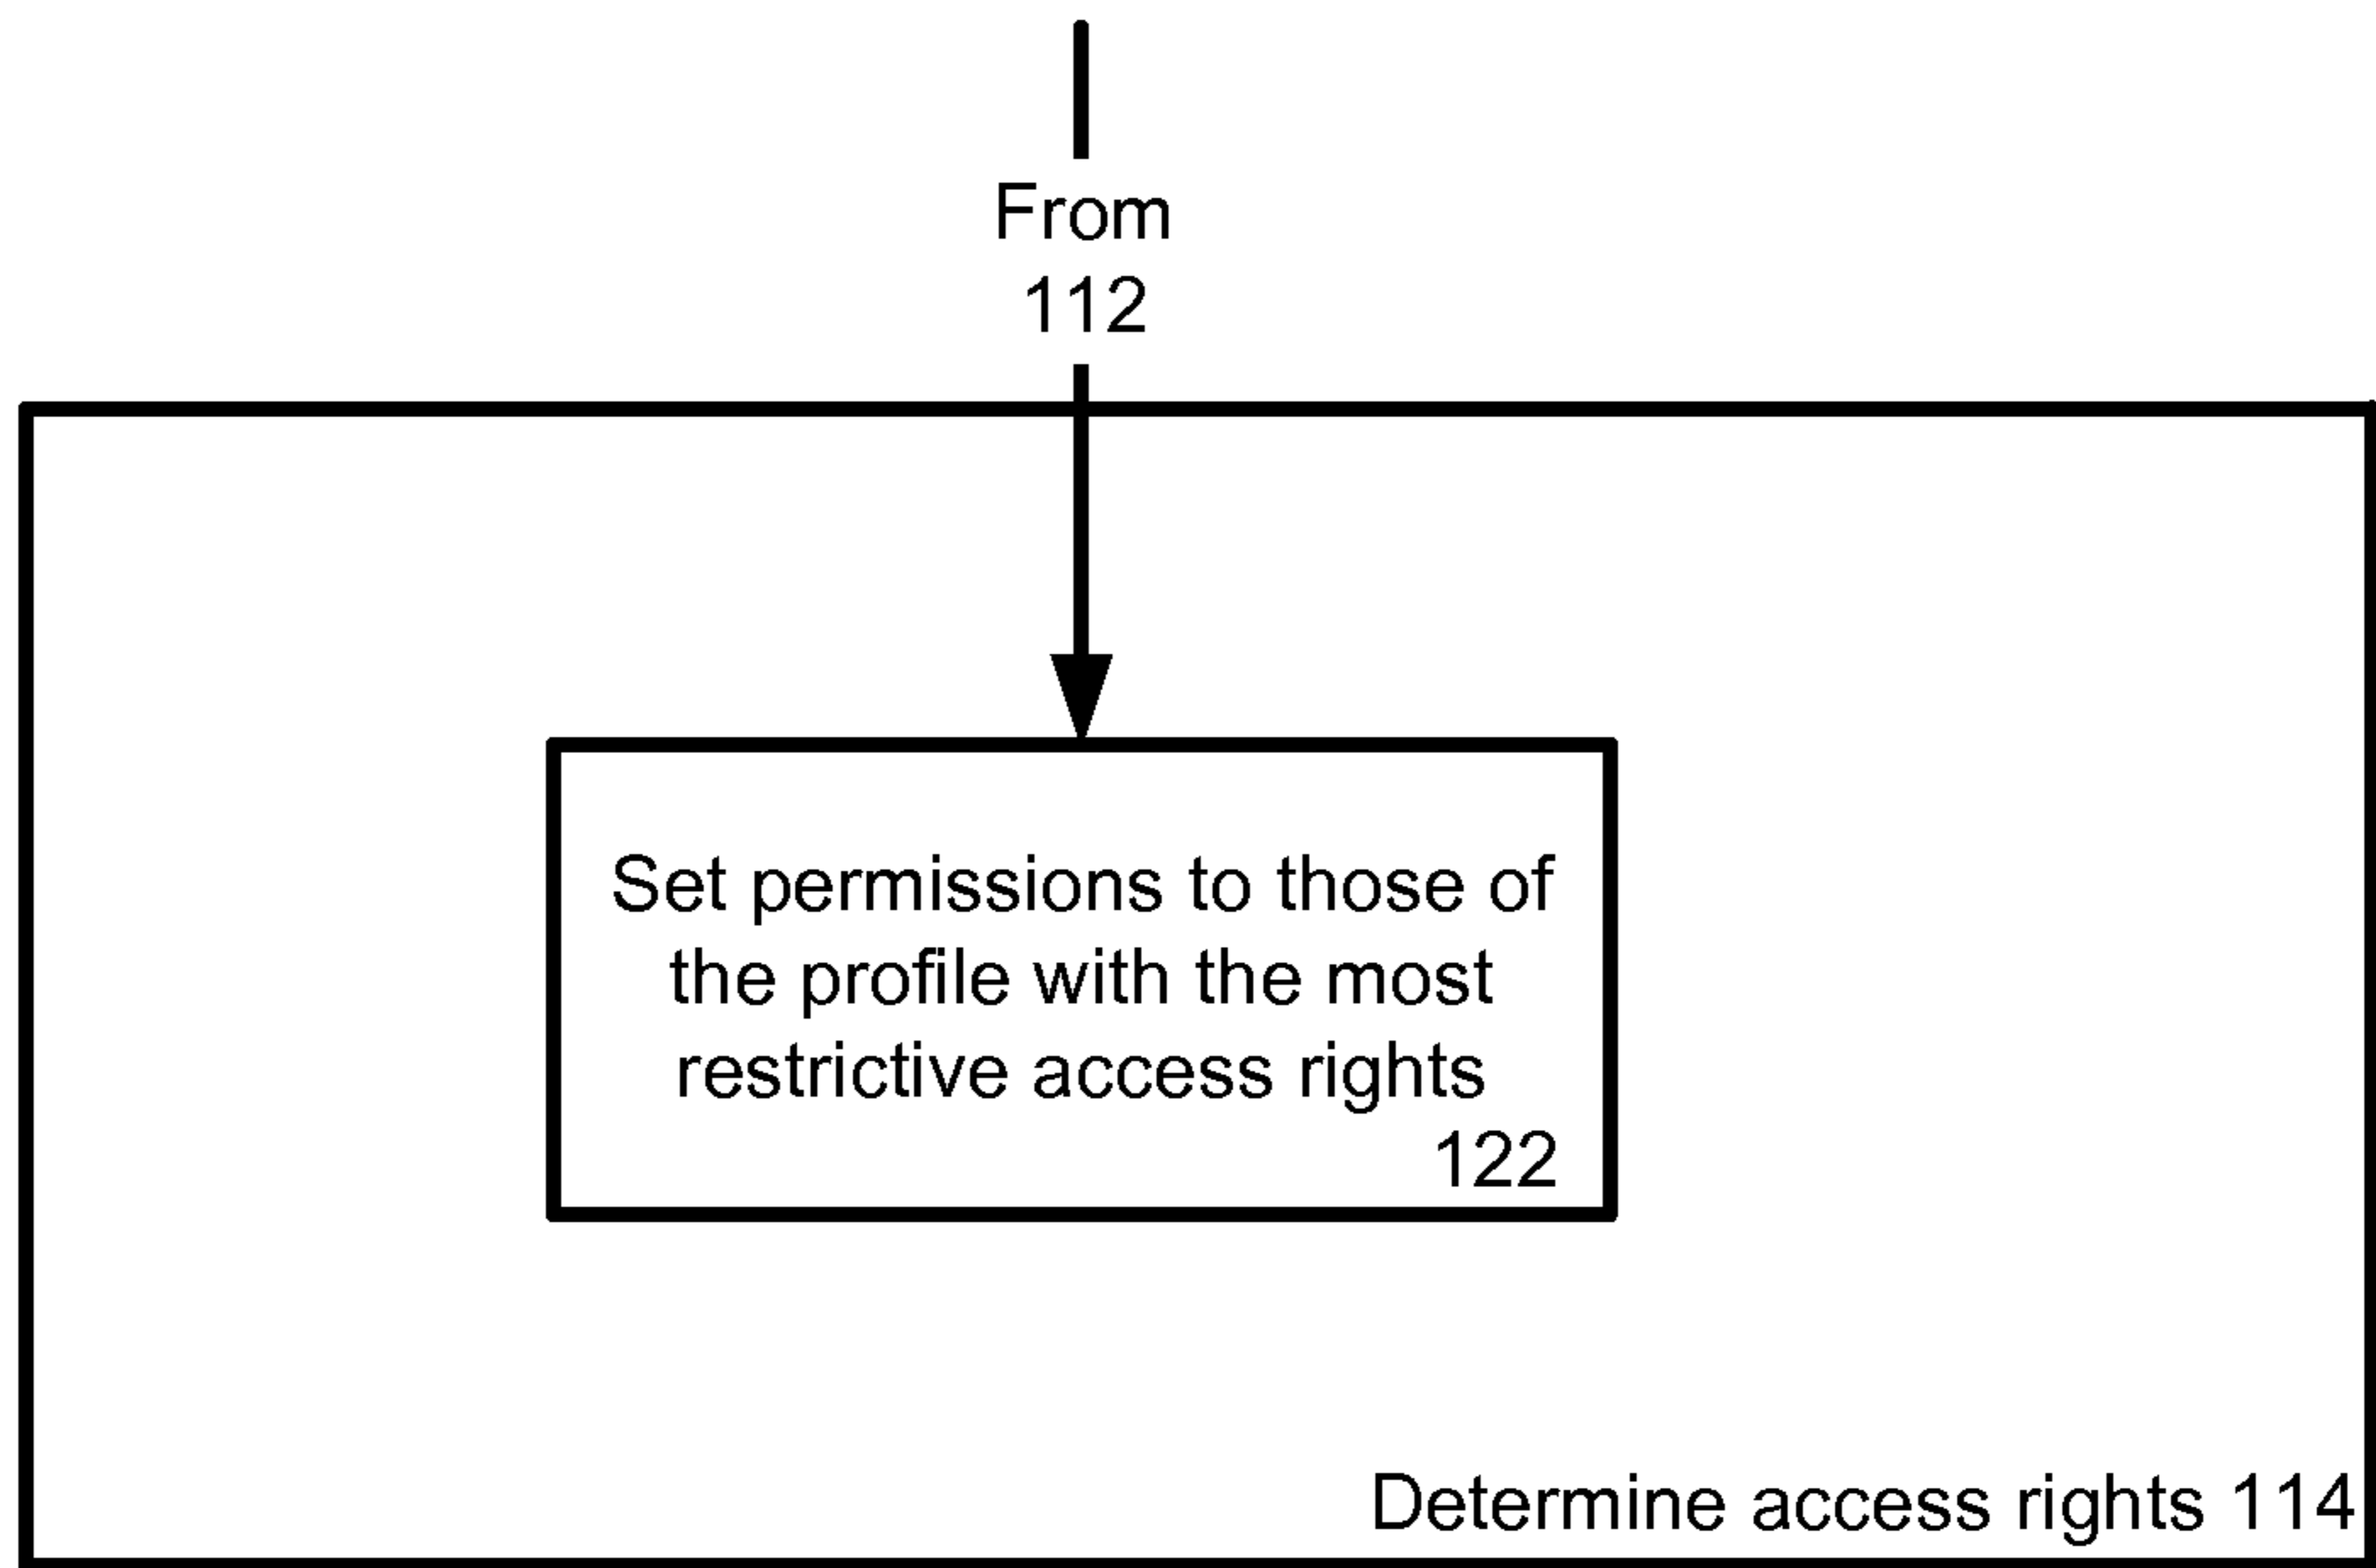 From
112
Set permissions to those of
the profile with the most
restrictive access rights
122
Determine access rights 114